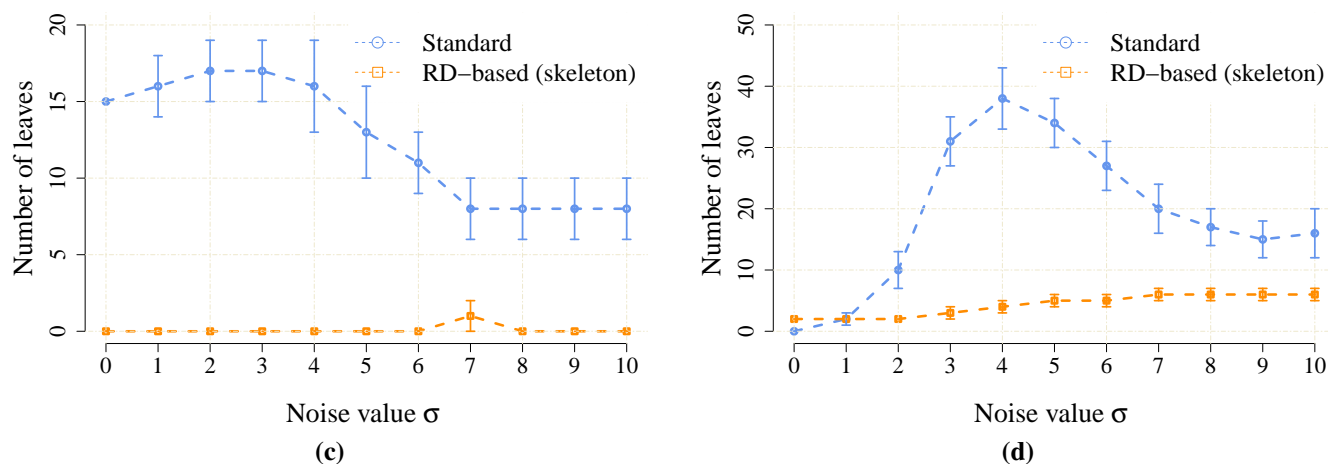 20
15
10
5
0
Number of leaves
Standard
RD−based (skeleton)
0 1 2 3 4 5 6 7 8 9 10
Noise value σ
(c)
50
40
30
20
10
0
Number of leaves
Standard
RD−based (skeleton)
0 1 2 3 4 5 6 7 8 9 10
Noise value σ
(d)